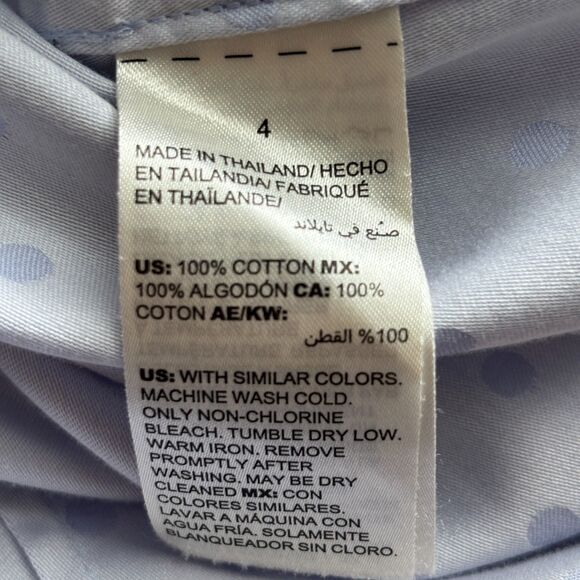 4
MADE IN THAILAND/ HECHO
EN TAILANDIA/ FABRIQUÉ
EN THAÏLANDE/
صنع في تايلاند
US: 100% COTTON MX:
100% ALGODÓN CA: 100%
COTON AE/KW:
100% القطن
US: WITH SIMILAR COLORS.
MACHINE WASH COLD.
ONLY NON-CHLORINE
BLEACH. TUMBLE DRY LOW.
WARM IRON. REMOVE
PROMPTLY AFTER
WASHING. MAY BE DRY
CLEANED MX: CON
COLORES SIMILARES.
LAVAR A MÁQUINA CON
AGUA FRÍA. SOLAMENTE
BLANQUEADOR SIN CLORO.